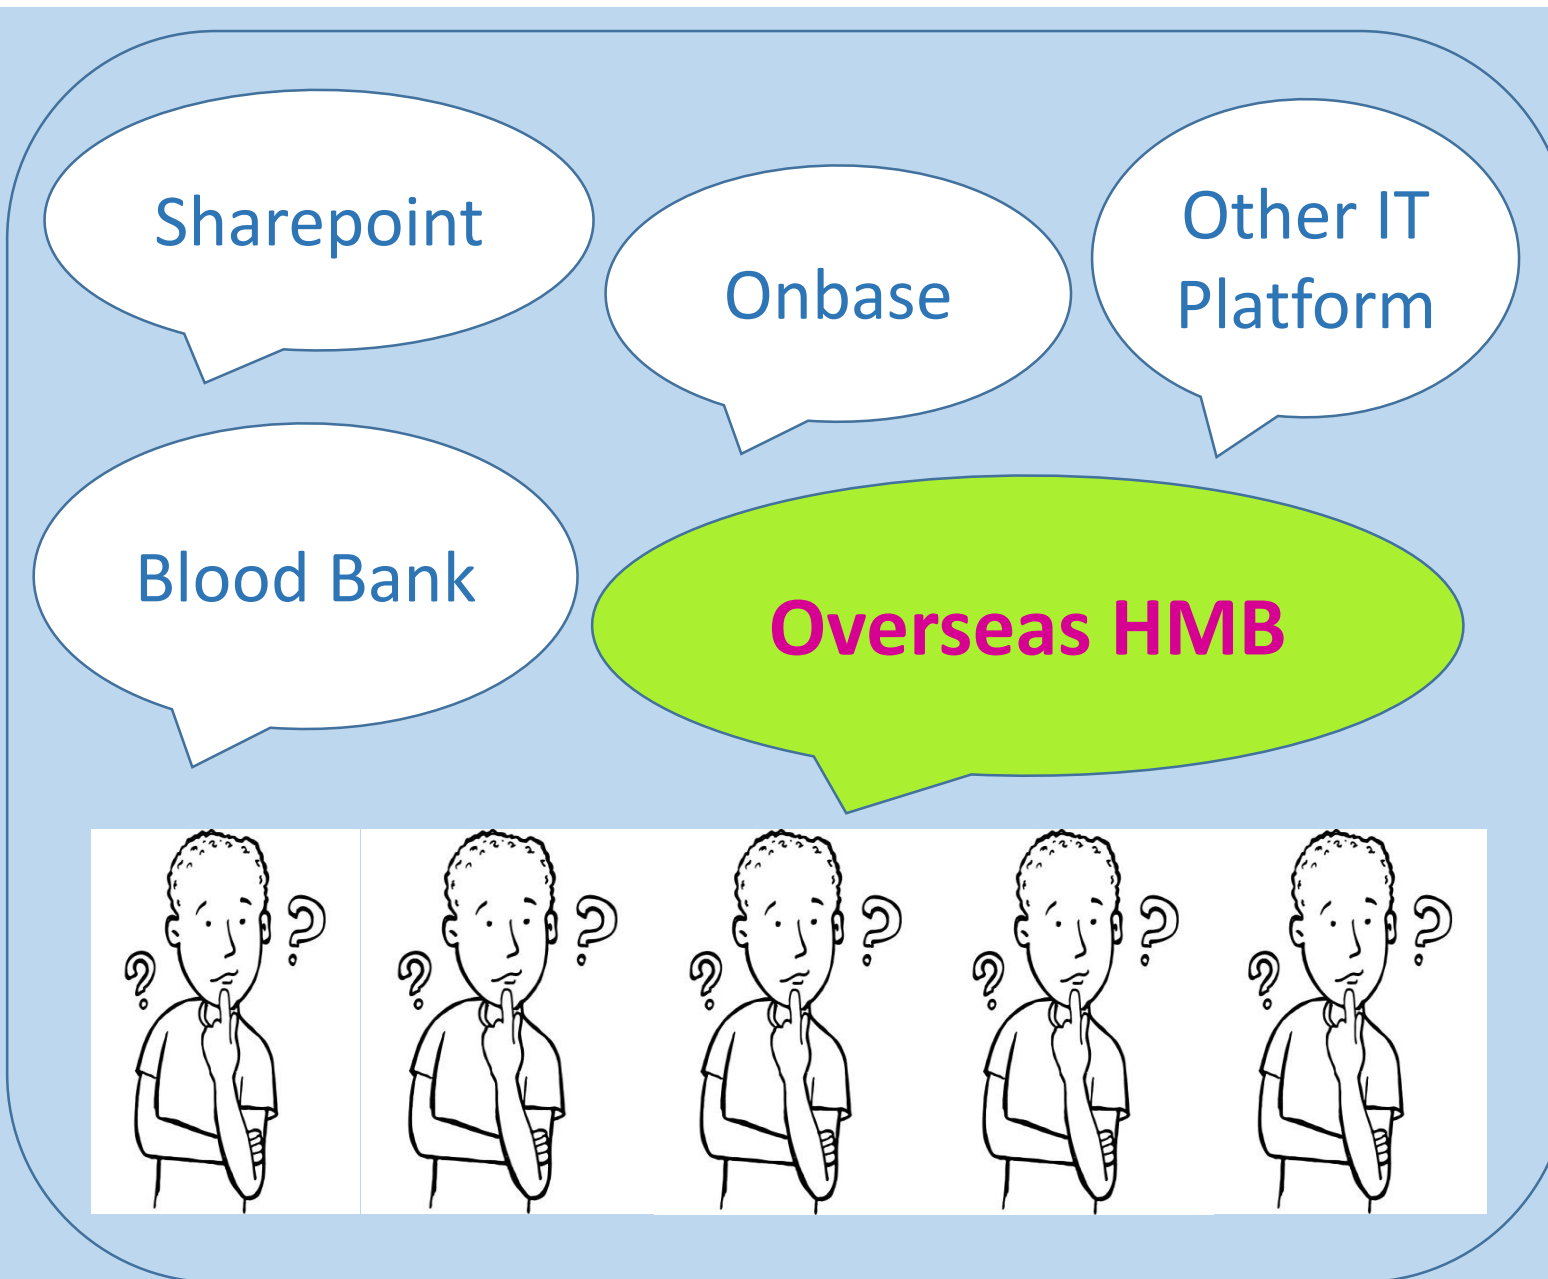 Sharepoint
Onbase
Other IT
Platform
Blood Bank
Overseas HMB
? ? ? ? ? ? ? ? ? ?